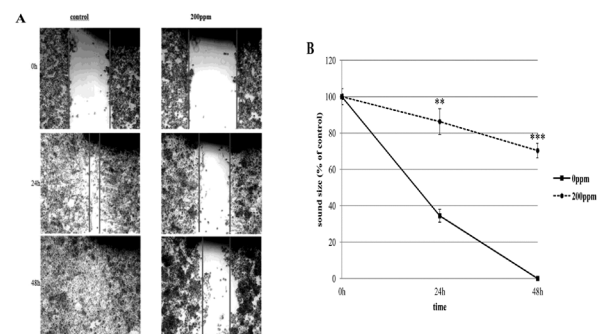 A
control
200ppm
0h
24h
48h
B
120
100
80
60
40
20
0
**
***
0h
24h
48h
sound size (% of control)
time
0ppm
200ppm